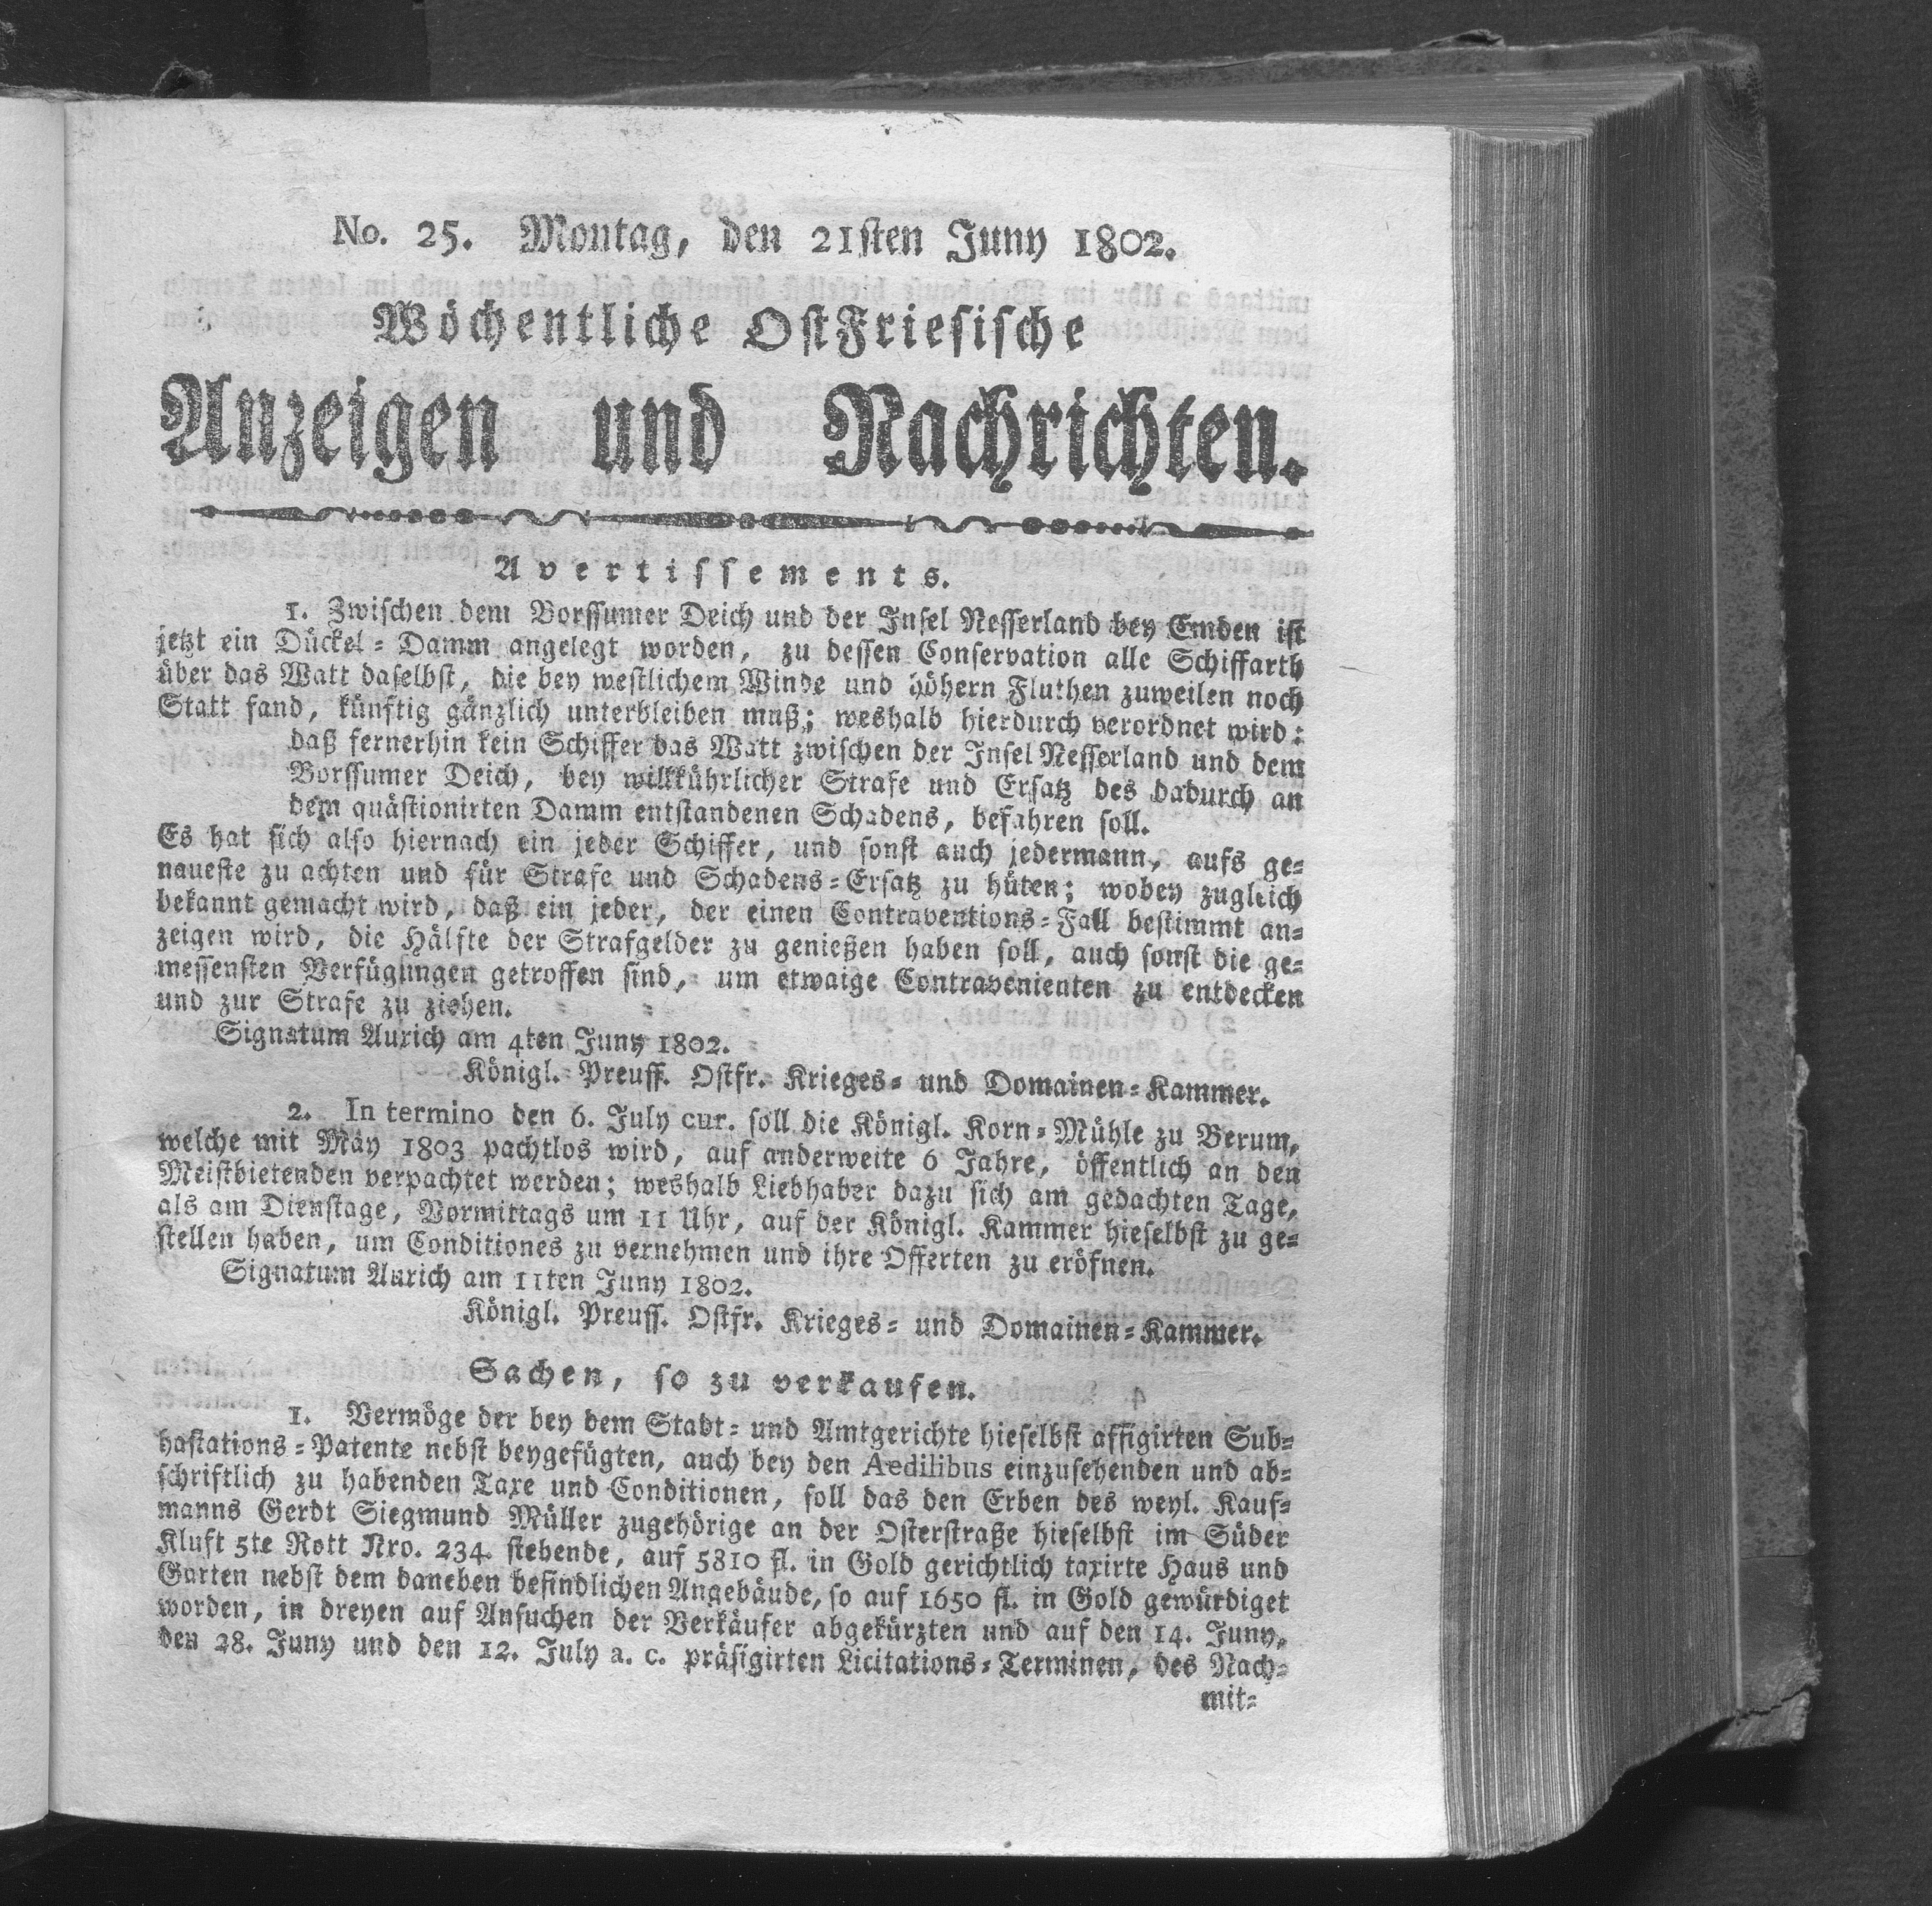 No. 25. Montag, den 21sten Juny 1802.
Wöchentliche OstFriesische
Anzeigen und Nachrichten.
Avertissements.
1. Zwischen dem Borssumer Deich und der Insel Nesserland bey Emden ist
jetzt ein Dückel-Damm angelegt worden, zu dessen Conservation alle Schiffarth
über das Watt daselbst, die bey westlichem Winde und höhern Fluthen zuweilen noch
Statt fand, künftig gänzlich unterbleiben muß; weshalb hierdurch verordnet wird:
daß fernerhin kein Schiffer das Watt zwischen der Insel Nesserland und dem
Borssumer Deich, bey willkührlicher Strafe und Ersatz des dadurch an
dem quästionirten Damm entstandenen Schadens, befahren soll.
Es hat sich also hiernach ein jeder Schiffer, und sonst auch jedermann, aufs ge-
naueste zu achten und für Strafe und Schadens-Ersatz zu hüten; wobey zugleich
bekannt gemacht wird, daß ein jeder, der einen Contraventions-Fall bestimmt an-
zeigen wird, die Hälfte der Strafgelder zu genießen haben soll, auch sonst die ge-
messensten Verfügungen getroffen sind, um etwaige Contravenienten zu entdecken
und zur Strafe zu ziehen.
Signatum Aurich am 4ten Juny 1802.
Königl. Preuss. Ostfr. Krieges- und Domainen-Kammer.
2. In termino den 6. July cur. soll die Königl. Korn-Mühle zu Berum,
welche mit May 1803 pachtlos wird, auf anderweite 6 Jahre, öffentlich an den
Meistbietenden verpachtet werden; weshalb Liebhaber dazu sich am gedachten Tage,
als am Dienstage, Vormittags um 11 Uhr, auf der Königl. Kammer hieselbst zu ge-
stellen haben, um Conditiones zu vernehmen und ihre Offerten zu eröfnen.
Signatum Aurich am 11ten Juny 1802.
Königl. Preuss. Ostfr. Krieges- und Domainen-Kammer.
Sachen, so zu verkaufen.
1. Vermöge der bey dem Stadt- und Amtgerichte hieselbst affigirten Sub-
hastations-Patente nebst beygefügten, auch bey den Aedilibus einzusehenden und ab-
schriftlich zu habenden Taxe und Conditionen, soll das den Erben des weyl. Kauf-
manns Gerdt Siegmund Müller zugehörige an der Osterstraße hieselbst im Süder
Kluft 5te Rott Nro. 234. stehende, auf 5810 fl. in Gold gerichtlich taxirte Haus und
Garten nebst dem daneben befindlichen Angebäude, so auf 1650 fl. in Gold gewürdiget
worden, in dreyen auf Ansuchen der Verkäufer abgekürzten und auf den 14. Juny,
den 28. Juny und den 12. July a. c. präfigirten Licitations-Terminen, des Nach-
mit-